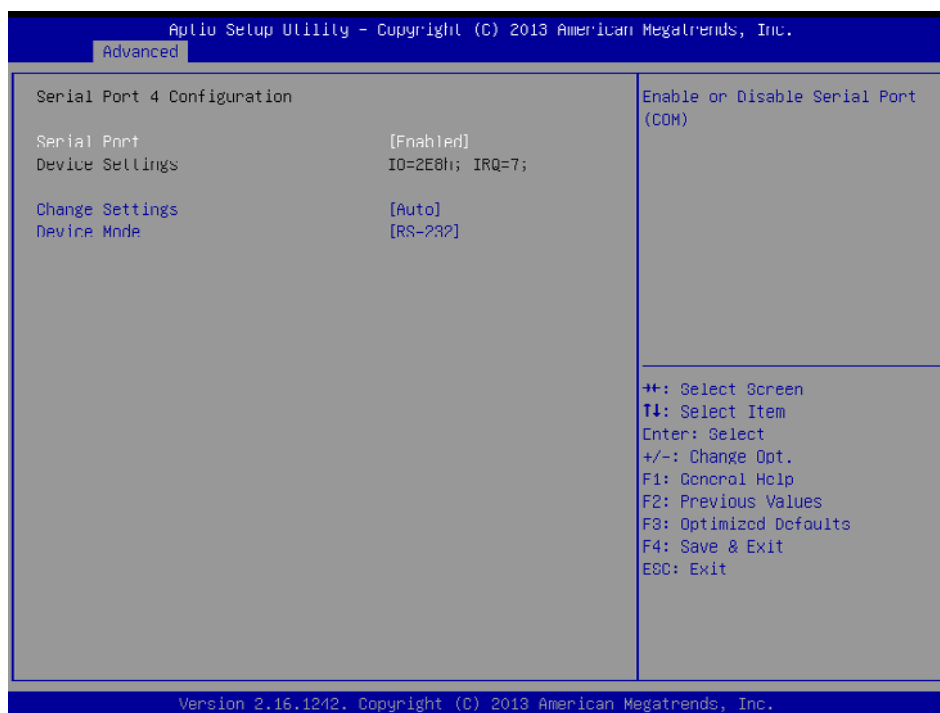 Aptio Setup Utility – Copyright (C) 2013 American Megatrends, Inc.
Advanced
Serial Port 4 Configuration
Serial Port [Enabled]
Device Settings IO=2E8h; IRQ=7;
Change Settings [Auto]
Device Mode [RS-232]
Enable or Disable Serial Port
(COM)
→←: Select Screen
↑↓: Select Item
Enter: Select
+/-: Change Opt.
F1: General Help
F2: Previous Values
F3: Optimized Defaults
F4: Save & Exit
ESC: Exit
Version 2.16.1242. Copyright (C) 2013 American Megatrends, Inc.